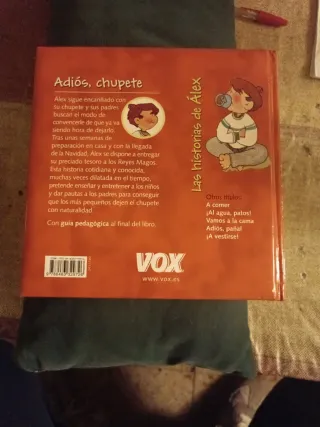 Adiós, chupete
Álex sigue encariñado con
su chupete y sus padres
buscan el modo de
convencerle de que ya va
siendo hora de dejarlo.
Tras unas semanas de
preparación en casa y con la llegada
de la Navidad, Álex se dispone a entregar
su preciado tesoro a los Reyes Magos.
Esta historia cotidiana y conocida,
muchas veces dilatada en el tiempo,
pretende enseñar y entretener a los niños
y dar pautas a los padres para conseguir
que los más pequeños dejen el chupete
con naturalidad.
Con guía pedagógica al final del libro.
Las historias de Álex
Otros títulos:
A comer
¡Al agua, patos!
Vamos a la cama
Adiós, pañal
¡A vestirse!
VOX
www.vox.es